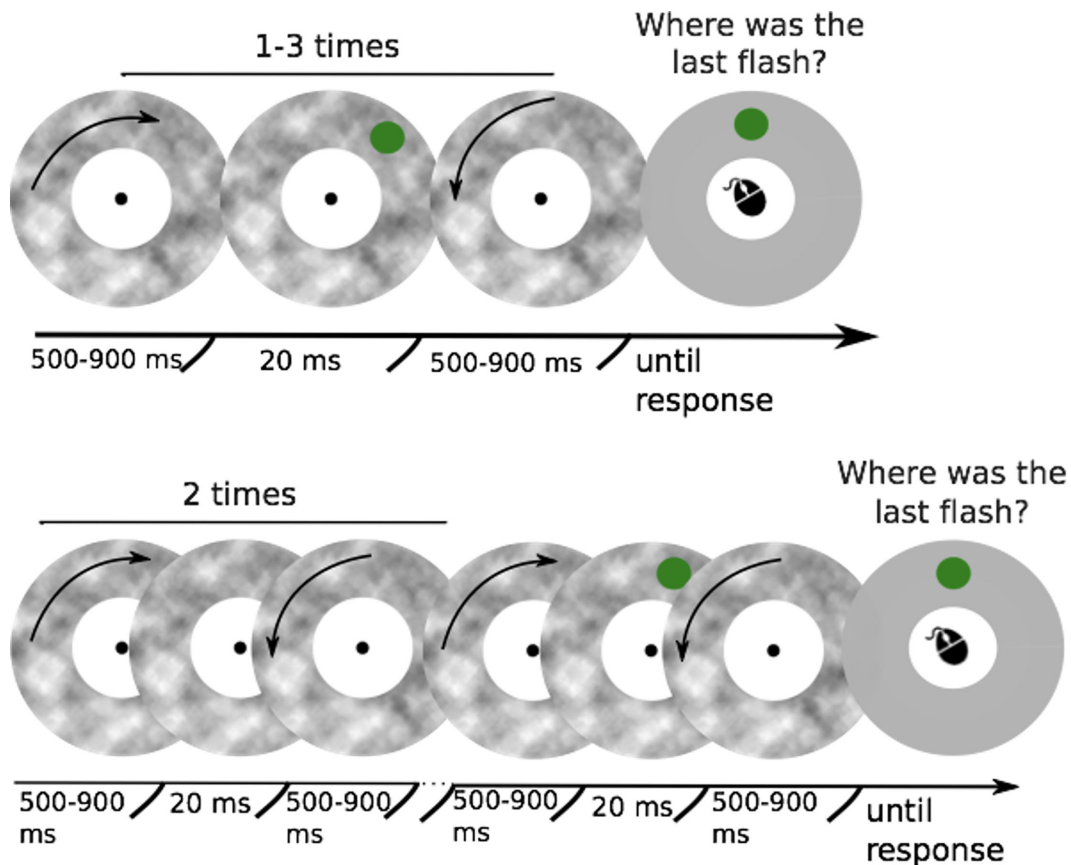 1-3 times
Where was the
last flash?
500-900 ms
20 ms
500-900 ms
until
response
2 times
Where was the
last flash?
500-900
ms
20 ms
500-900
ms
500-900
ms
20 ms
500-900
ms
until
response